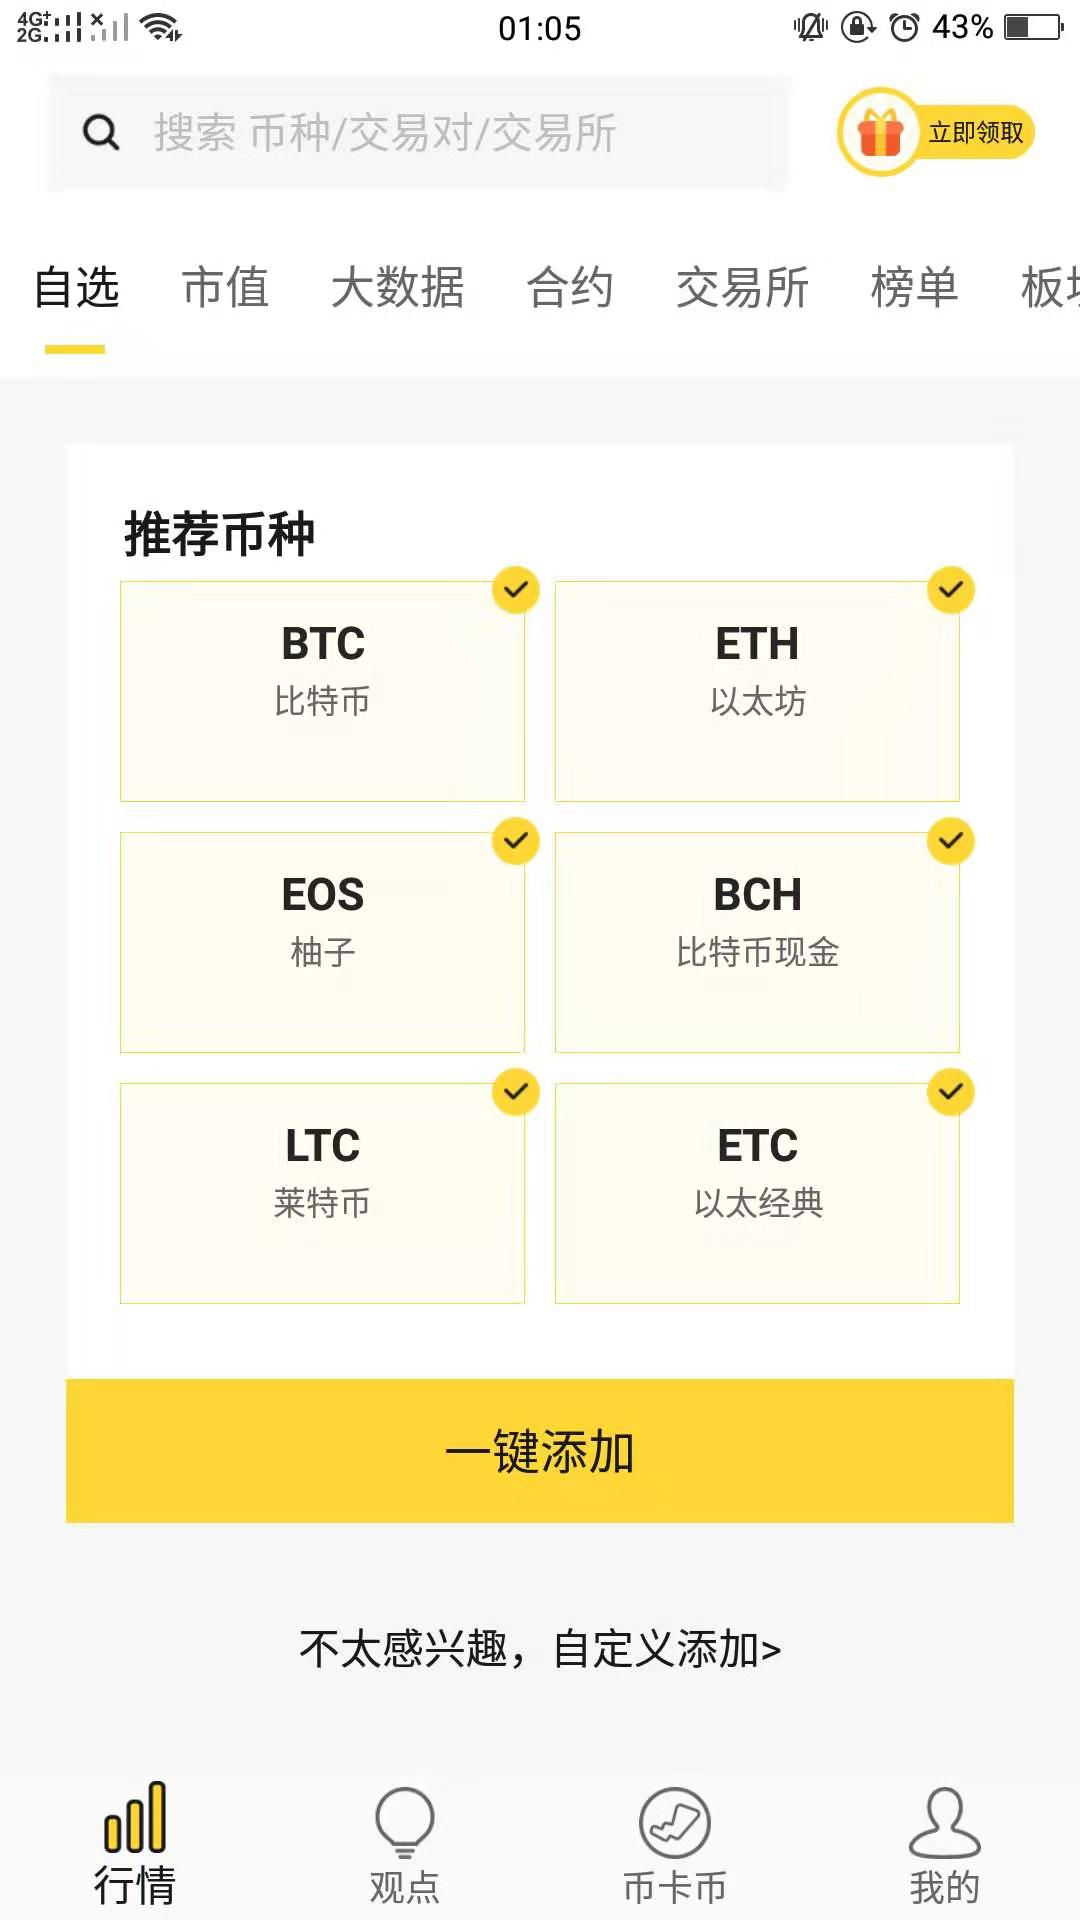 4G+
2G
01:05
43%
搜索 币种/交易对/交易所
立即领取
自选 市值 大数据 合约 交易所 榜单
推荐币种
BTC ETH
比特币 以太坊
EOS BCH
柚子 比特币现金
LTC ETC
莱特币 以太经典
一键添加
不太感兴趣，自定义添加>
行情 观点 币卡币 我的